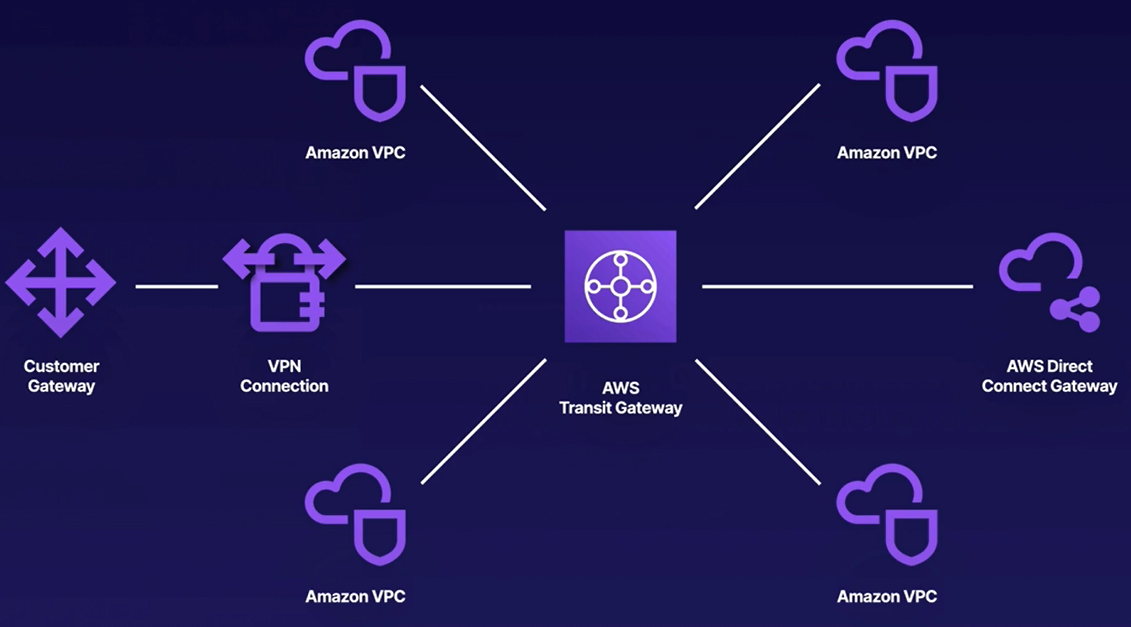 Amazon VPC
Amazon VPC
Customer
Gateway
VPN
Connection
AWS
Transit Gateway
AWS Direct
Connect Gateway
Amazon VPC
Amazon VPC